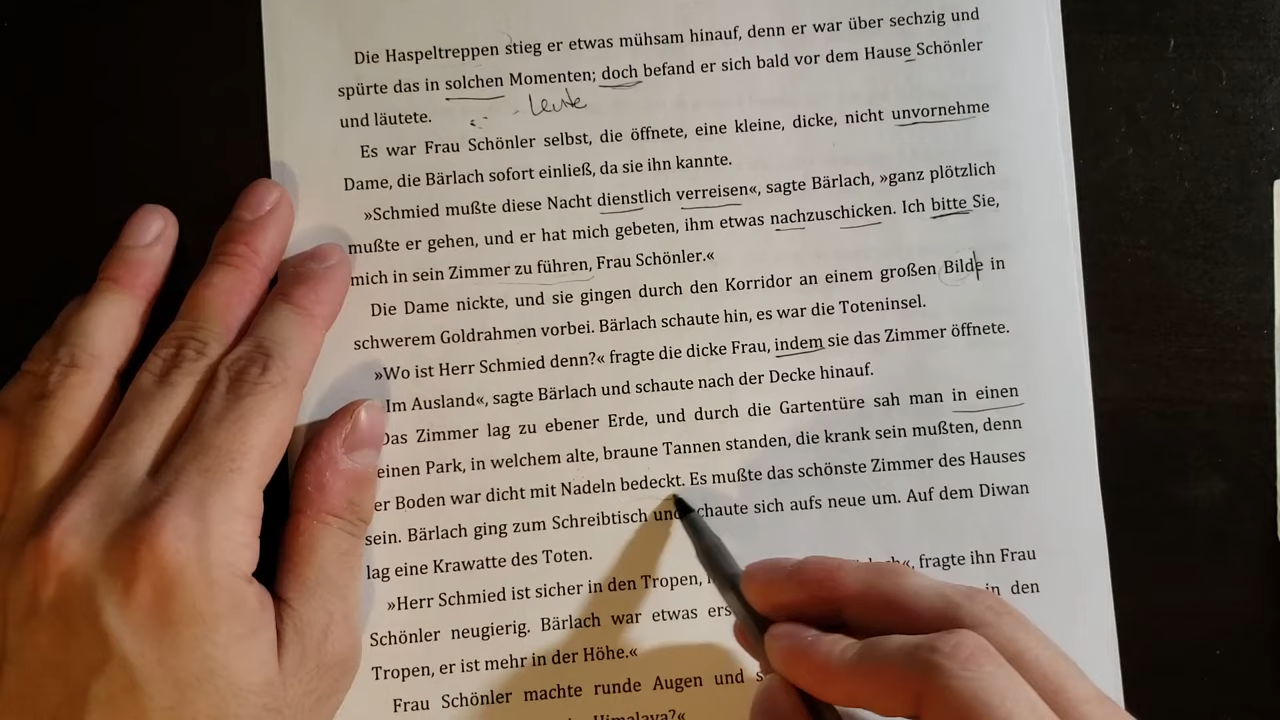 Die Haspeltreppen stieg er etwas mühsam hinauf, denn er war über sechzig und
spürte das in solchen Momenten; doch befand er sich bald vor dem Hause Schönler
und läutete.
Leute
Es war Frau Schönler selbst, die öffnete, eine kleine, dicke, nicht unvornehme
Dame, die Bärlach sofort einließ, da sie ihn kannte.
»Schmied mußte diese Nacht dienstlich verreisen«, sagte Bärlach, »ganz plötzlich
mußte er gehen, und er hat mich gebeten, ihm etwas nachzuschicken. Ich bitte Sie,
mich in sein Zimmer zu führen, Frau Schönler.«
Die Dame nickte, und sie gingen durch den Korridor an einem großen Bilde in
schwerem Goldrahmen vorbei. Bärlach schaute hin, es war die Toteninsel.
»Wo ist Herr Schmied denn?« fragte die dicke Frau, indem sie das Zimmer öffnete.
Im Ausland«, sagte Bärlach und schaute nach der Decke hinauf.
Das Zimmer lag zu ebener Erde, und durch die Gartentüre sah man in einen
einen Park, in welchem alte, braune Tannen standen, die krank sein mußten, denn
er Boden war dicht mit Nadeln bedeckt. Es mußte das schönste Zimmer des Hauses
sein. Bärlach ging zum Schreibtisch und schaute sich aufs neue um. Auf dem Diwan
lag eine Krawatte des Toten.
»Herr Schmied ist sicher in den Tropen, fragte ihn Frau
Schönler neugierig. Bärlach war etwas in den
Tropen, er ist mehr in der Höhe.«
Frau Schönler machte runde Augen und
Himalaya?«